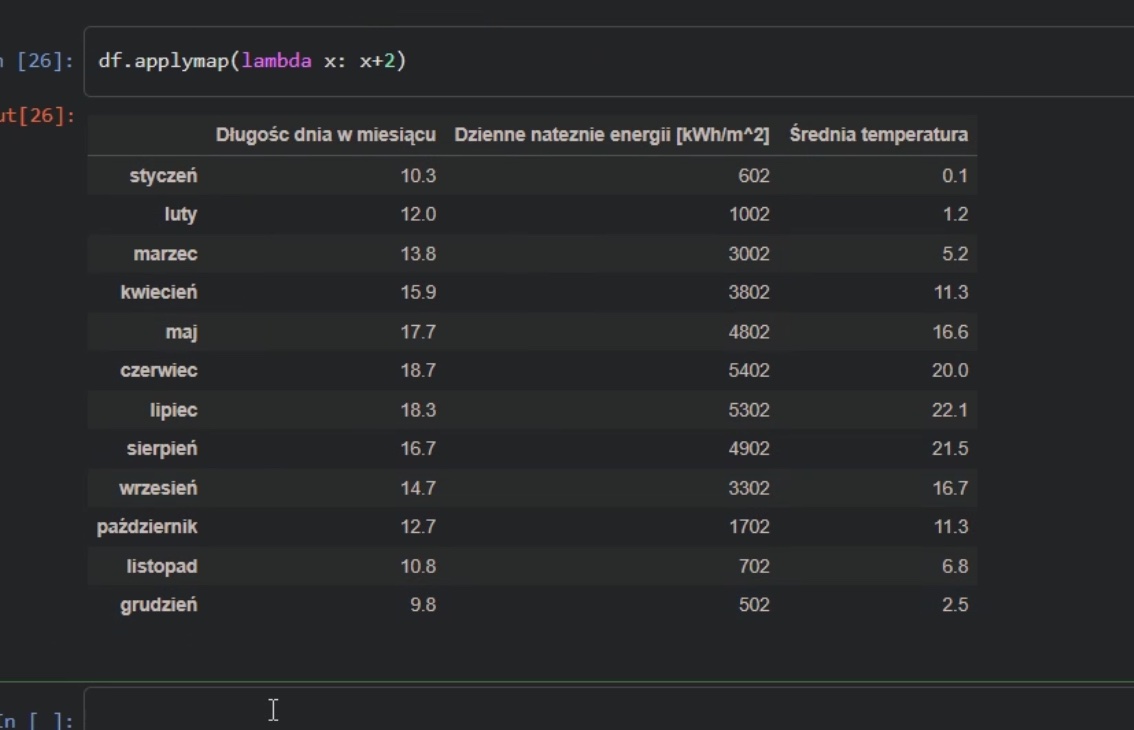 n [26]: df.applymap(lambda x: x+2)
ut[26]:
Długośc dnia w miesiącu Dzienne nateznie energii [kWh/m^2] Średnia temperatura
styczeń 10.3 602 0.1
luty 12.0 1002 1.2
marzec 13.8 3002 5.2
kwiecień 15.9 3802 11.3
maj 17.7 4802 16.6
czerwiec 18.7 5402 20.0
lipiec 18.3 5302 22.1
sierpień 16.7 4902 21.5
wrzesień 14.7 3302 16.7
październik 12.7 1702 11.3
listopad 10.8 702 6.8
grudzień 9.8 502 2.5
In [ ]: